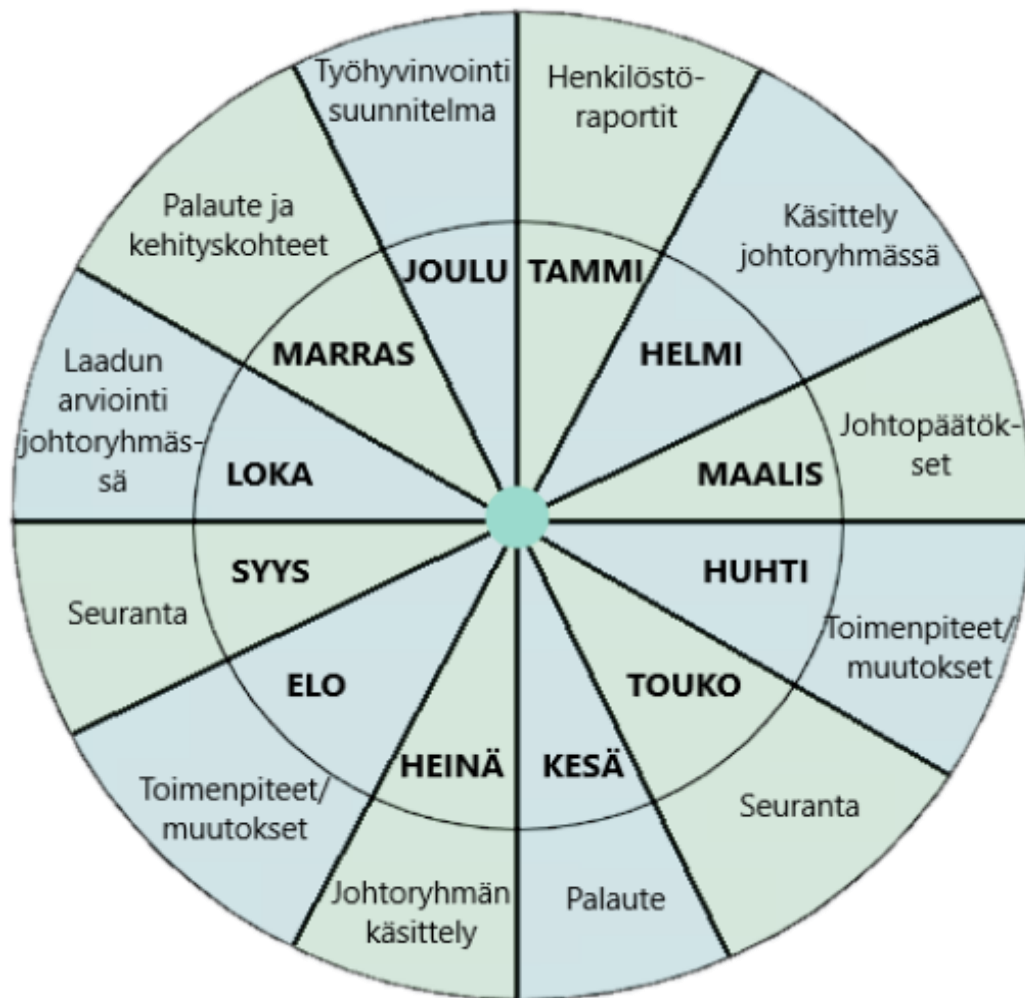 TAMMI
Henkilöstö-
raportit
HELMI
Käsittely
johtoryhmässä
MAALIS
Johtopäätök-
set
HUHTI
Toimenpiteet/
muutokset
TOUKO
Seuranta
KESÄ
Palaute
HEINÄ
Johtoryhmän
käsittely
ELO
Toimenpiteet/
muutokset
SYYS
Seuranta
LOKA
Laadun
arviointi
johtoryhmäs-
sä
MARRAS
Palaute ja
kehityskohteet
JOULU
Työhyvinvointi
suunnitelma